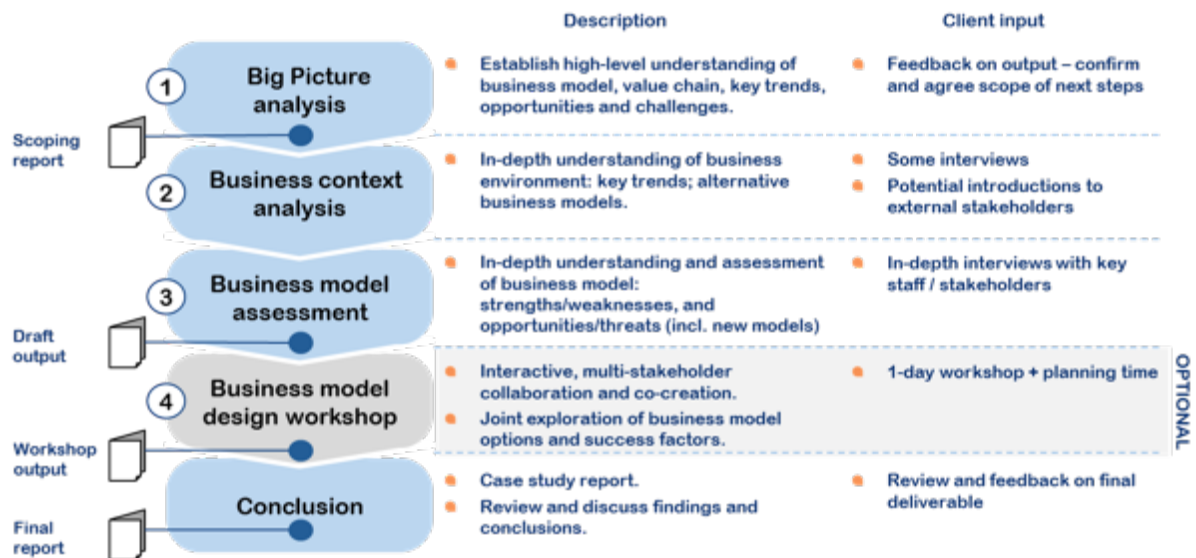 Description
Client input
1
Big Picture
analysis
Establish high-level understanding of
business model, value chain, key trends,
opportunities and challenges.
Feedback on output – confirm
and agree scope of next steps
Scoping
report
2
Business context
analysis
In-depth understanding of business
environment: key trends; alternative
business models.
Some interviews
Potential introductions to
external stakeholders
3
Business model
assessment
In-depth understanding and assessment
of business model:
strengths/weaknesses, and
opportunities/threats (incl. new models)
In-depth interviews with key
staff / stakeholders
Draft
output
4
Business model
design workshop
Interactive, multi-stakeholder
collaboration and co-creation.
Joint exploration of business model
options and success factors.
1-day workshop + planning time
OPTIONAL
Workshop
output
Conclusion
Case study report.
Review and discuss findings and
conclusions.
Review and feedback on final
deliverable
Final
report